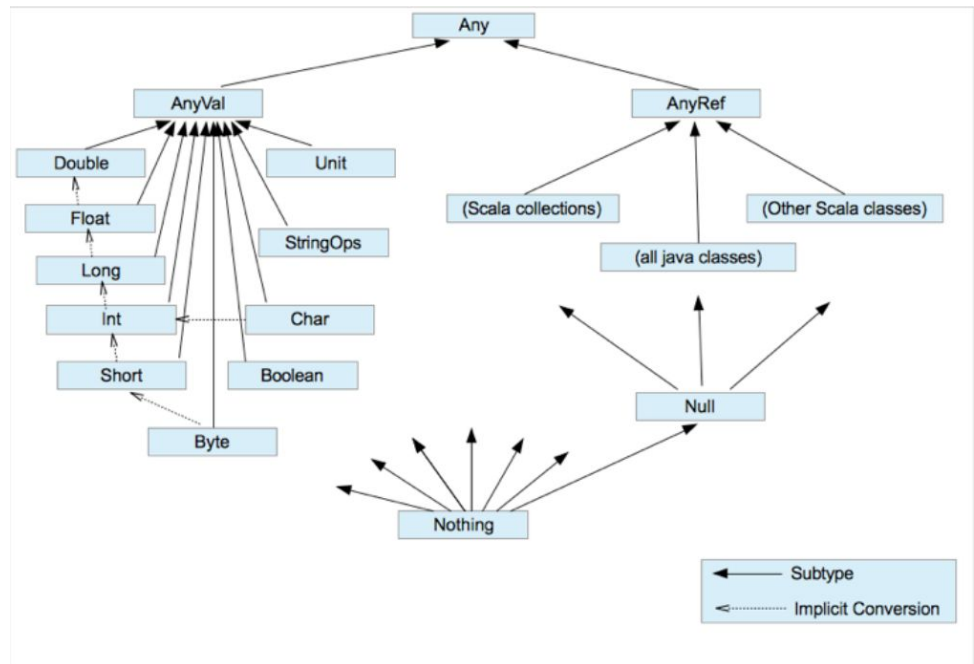 Any
AnyVal
AnyRef
Double
Unit
Float
(Scala collections)
(Other Scala classes)
StringOps
Long
(all java classes)
Int
Char
Short
Boolean
Null
Byte
Nothing
Subtype
Implicit Conversion